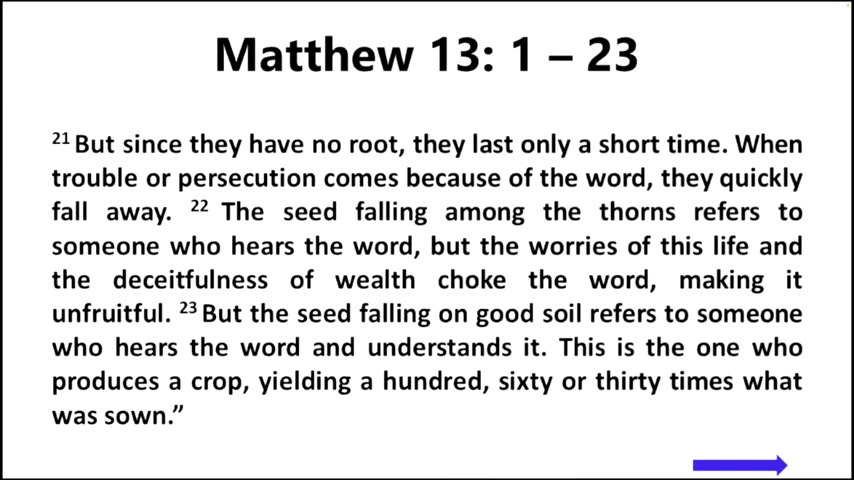 Matthew 13: 1 – 23
²¹ But since they have no root, they last only a short time. When
trouble or persecution comes because of the word, they quickly
fall away. ²² The seed falling among the thorns refers to
someone who hears the word, but the worries of this life and
the deceitfulness of wealth choke the word, making it
unfruitful. ²³ But the seed falling on good soil refers to someone
who hears the word and understands it. This is the one who
produces a crop, yielding a hundred, sixty or thirty times what
was sown.”